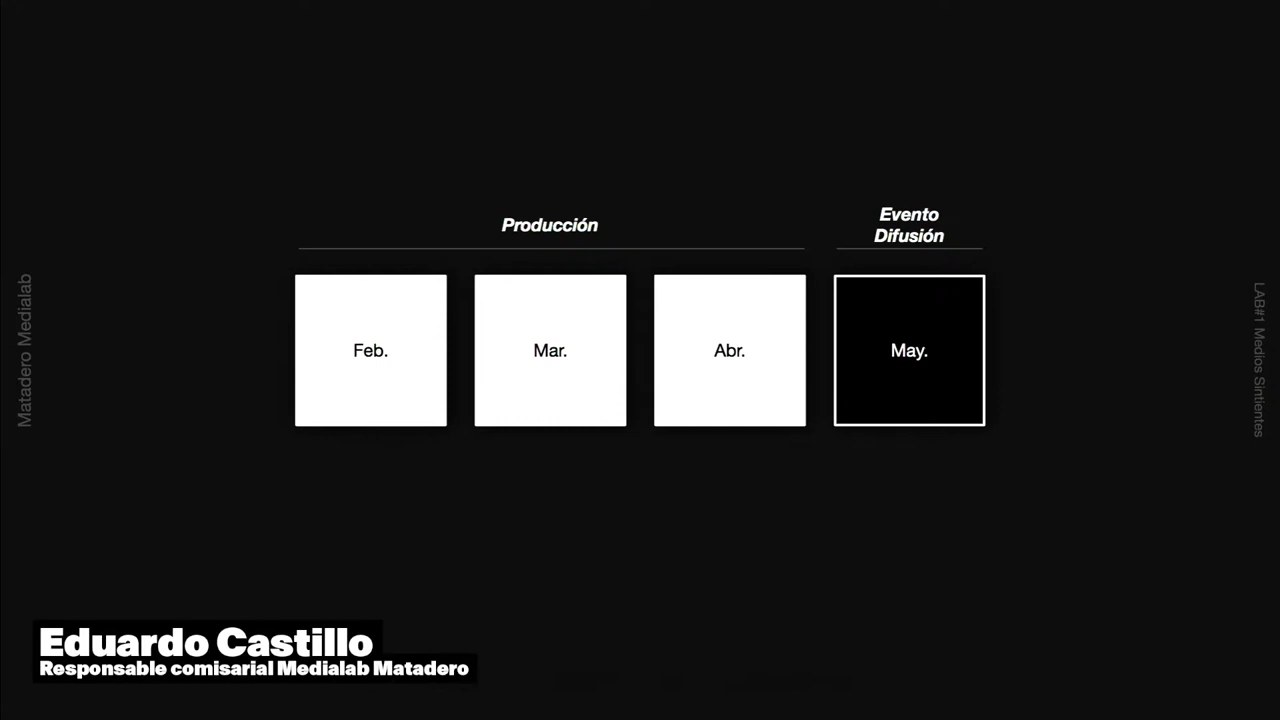 Producción
Evento
Difusión
Feb.
Mar.
Abr.
May.
Matadero Medialab
LAB#1 Medios Sintientes
Eduardo Castillo
Responsable comisarial Medialab Matadero